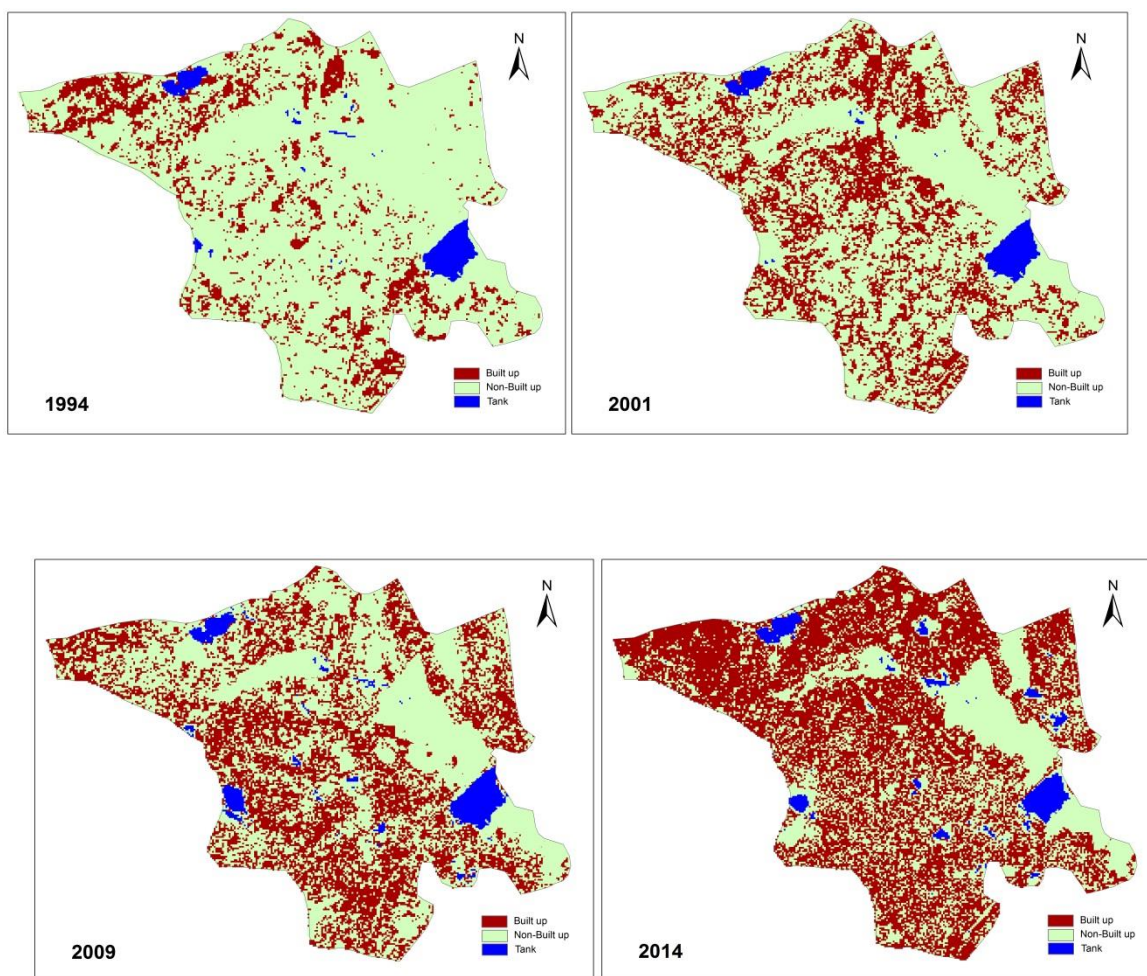 N
Built up
Non-Built up
Tank
1994
N
Built up
Non-Built up
Tank
2001
N
Built up
Non-Built up
Tank
2009
N
Built up
Non-Built up
Tank
2014